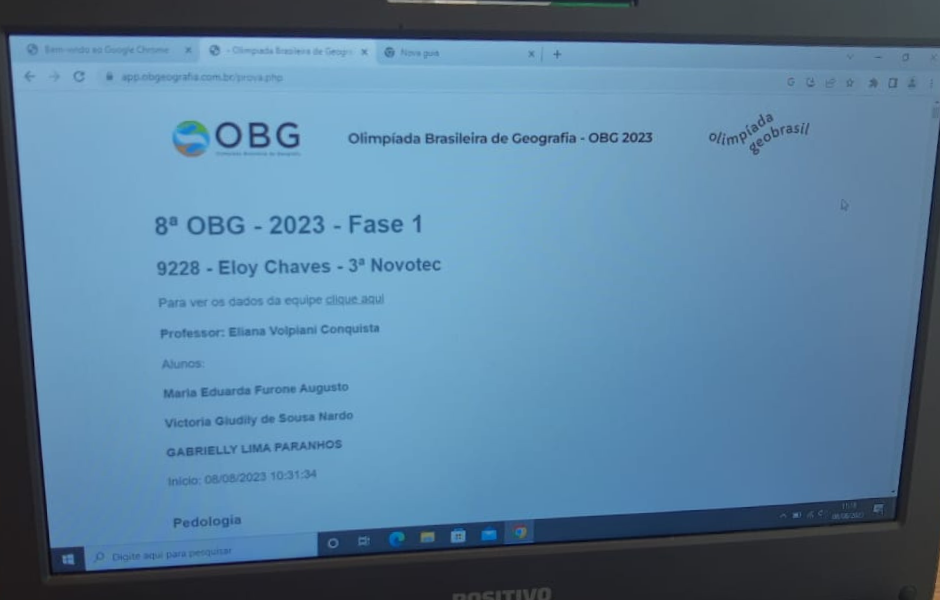 Bem-vindo ao Google Chrome
- Olimpíada Brasileira de Geogr
Nova guia
app.obgeografia.com.br/prova.php
OBG
Olimpíada Brasileira de Geografia - OBG 2023
olimpíada
geobrasil
8ª OBG - 2023 - Fase 1
9228 - Eloy Chaves - 3ª Novotec
Para ver os dados da equipe clique aqui
Professor: Eliana Volpiani Conquista
Alunos:
Maria Eduarda Furone Augusto
Victoria Giudily de Sousa Nardo
GABRIELLY LIMA PARANHOS
Início: 08/08/2023 10:31:34
Pedologia
Digite aqui para pesquisar
POSITIVO